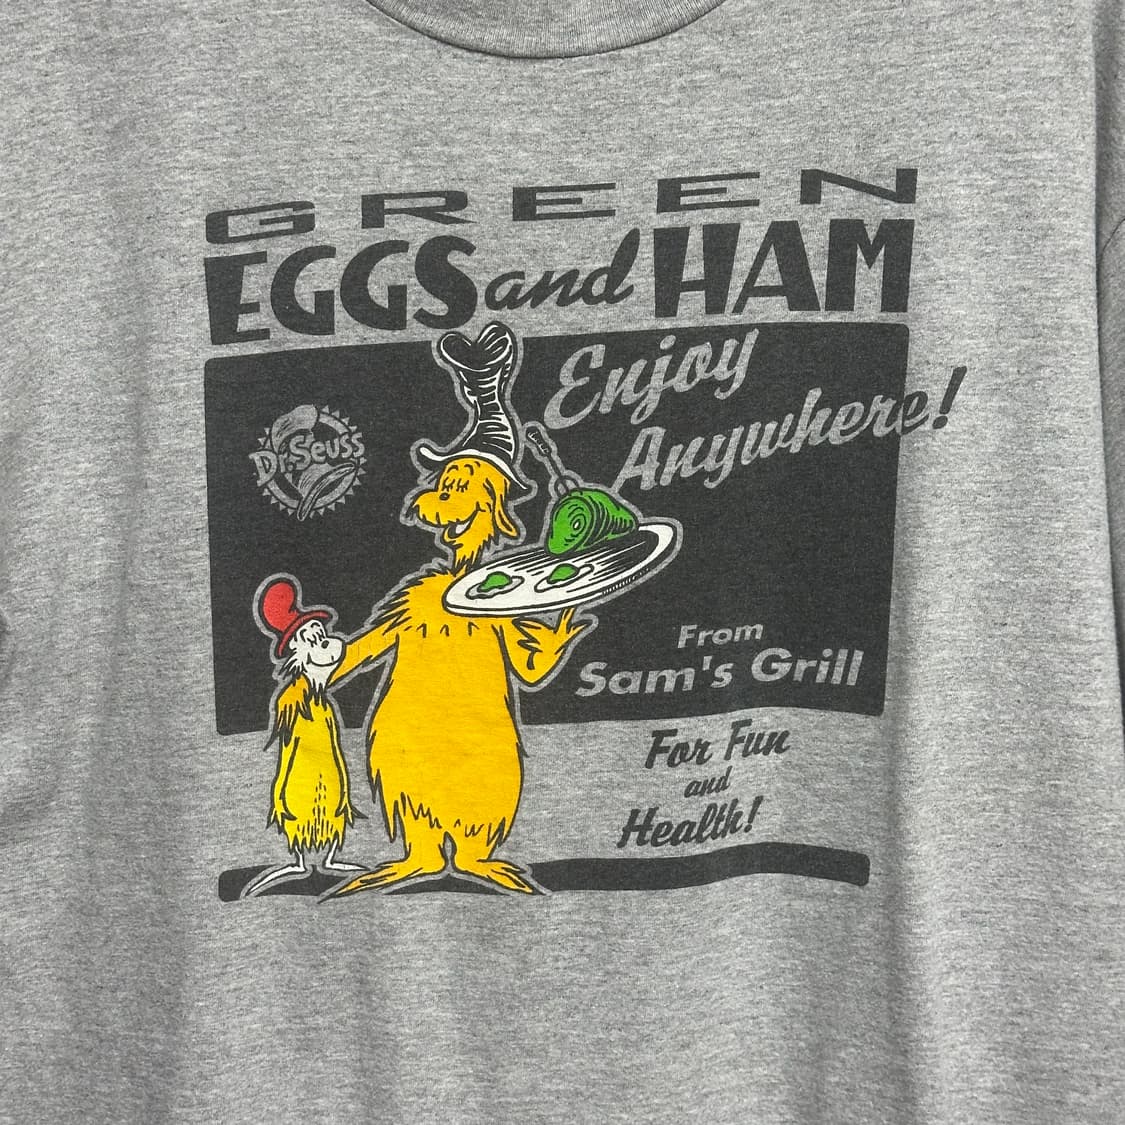 GREEN
EGGS and HAM
Enjoy
Anywhere!
Dr. Seuss
From
Sam's Grill
For Fun
and
Health!